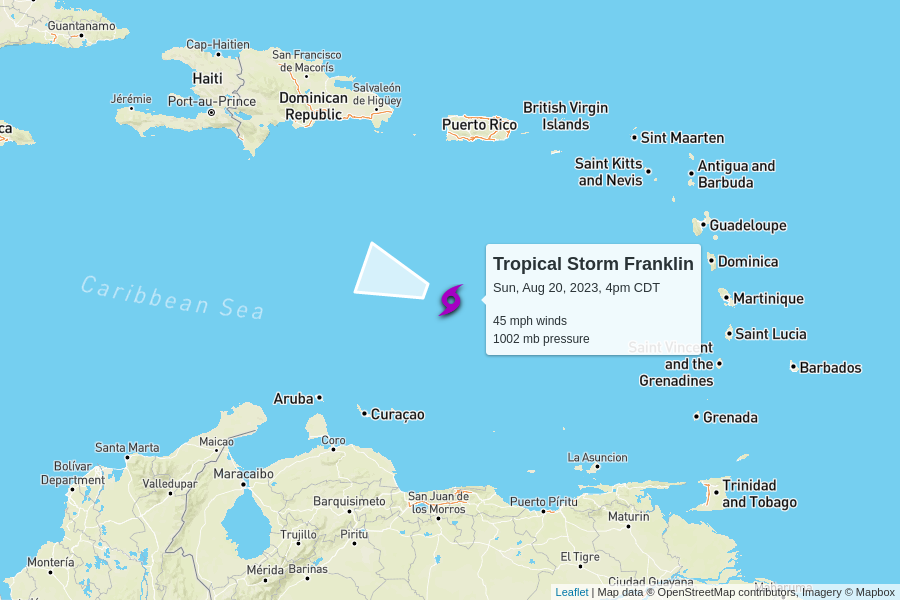 Guantanamo
Cap-Haitien
San Francisco
de Macorís
Haiti
Salvaleón
de Higüey
Jérémie
Port-au-Prince
Dominican
Republic
ca
Puerto Rico
British Virgin
Islands
Sint Maarten
Saint Kitts
and Nevis
Antigua and
Barbuda
Guadeloupe
Dominica
Tropical Storm Franklin
Sun, Aug 20, 2023, 4pm CDT
45 mph winds
1002 mb pressure
Caribbean Sea
Martinique
Saint Lucia
Saint Vincent
and the
Grenadines
Barbados
Aruba
Curaçao
Grenada
Santa Marta
Maicao
Coro
La Asuncion
Bolívar
Department
Valledupar
Maracaibo
Barquisimeto
San Juan de
los Morros
Puerto Píritu
Trinidad
and Tobago
Maturin
Trujillo
Piritu
El Tigre
Montería
Mérida
Barinas
Ciudad Guayana
Mabaruma
Leaflet | Map data © OpenStreetMap contributors, Imagery © Mapbox